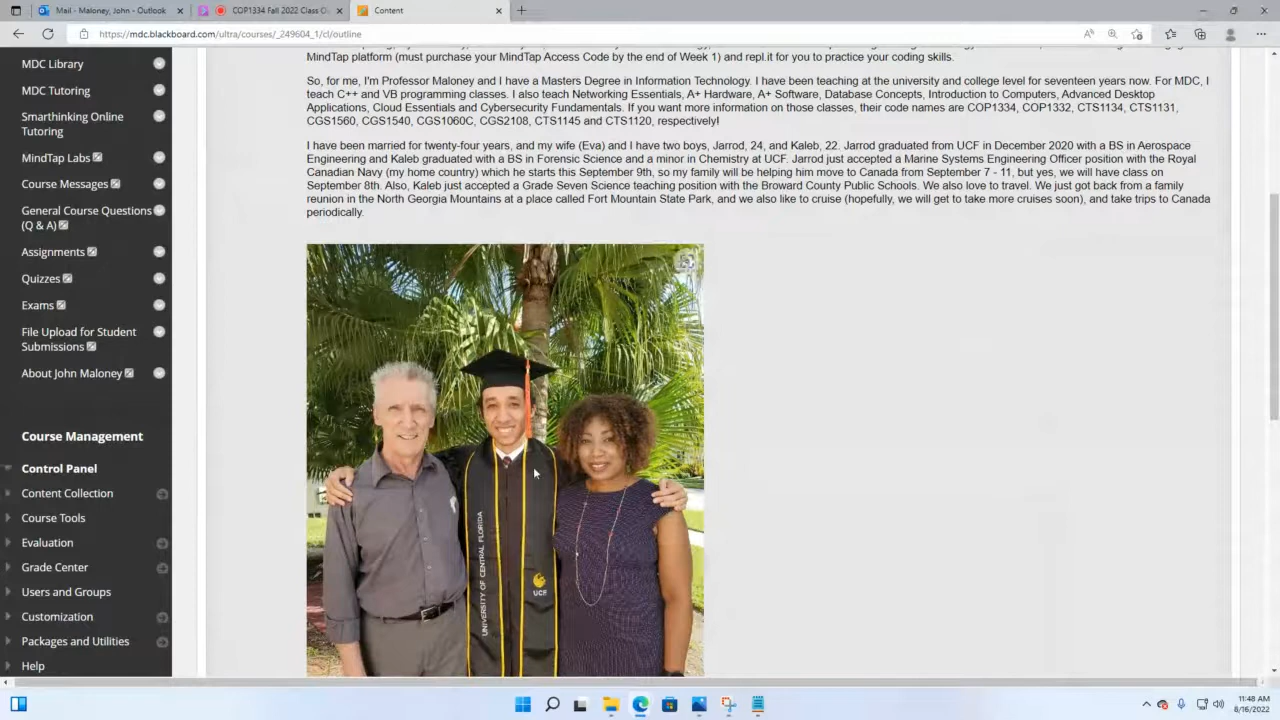 Mail - Maloney, John - Outlook
COP1334 Fall 2022 Class O
Content
https://mdc.blackboard.com/ultra/courses/_249604_1/cl/outline
MDC Library
MDC Tutoring
Smarthinking Online
Tutoring
MindTap Labs
Course Messages
General Course Questions
(Q & A)
Assignments
Quizzes
Exams
File Upload for Student
Submissions
About John Maloney
Course Management
Control Panel
Content Collection
Course Tools
Evaluation
Grade Center
Users and Groups
Customization
Packages and Utilities
Help
MindTap platform (must purchase your MindTap Access Code by the end of Week 1) and repl.it for you to practice your coding skills.
So, for me, I'm Professor Maloney and I have a Masters Degree in Information Technology. I have been teaching at the university and college level for seventeen years now. For MDC, I
teach C++ and VB programming classes. I also teach Networking Essentials, A+ Hardware, A+ Software, Database Concepts, Introduction to Computers, Advanced Desktop
Applications, Cloud Essentials and Cybersecurity Fundamentals. If you want more information on those classes, their code names are COP1334, COP1332, CTS1134, CTS1131,
CGS1560, CGS1540, CGS1060C, CGS2108, CTS1145 and CTS1120, respectively!
I have been married for twenty-four years, and my wife (Eva) and I have two boys, Jarrod, 24, and Kaleb, 22. Jarrod graduated from UCF in December 2020 with a BS in Aerospace
Engineering and Kaleb graduated with a BS in Forensic Science and a minor in Chemistry at UCF. Jarrod just accepted a Marine Systems Engineering Officer position with the Royal
Canadian Navy (my home country) which he starts this September 9th, so my family will be helping him move to Canada from September 7 - 11, but yes, we will have class on
September 8th. Also, Kaleb just accepted a Grade Seven Science teaching position with the Broward County Public Schools. We also love to travel. We just got back from a family
reunion in the North Georgia Mountains at a place called Fort Mountain State Park, and we also like to cruise (hopefully, we will get to take more cruises soon), and take trips to Canada
periodically.
UNIVERSITY OF CENTRAL FLORIDA
UCF
11:48 AM
8/16/2022